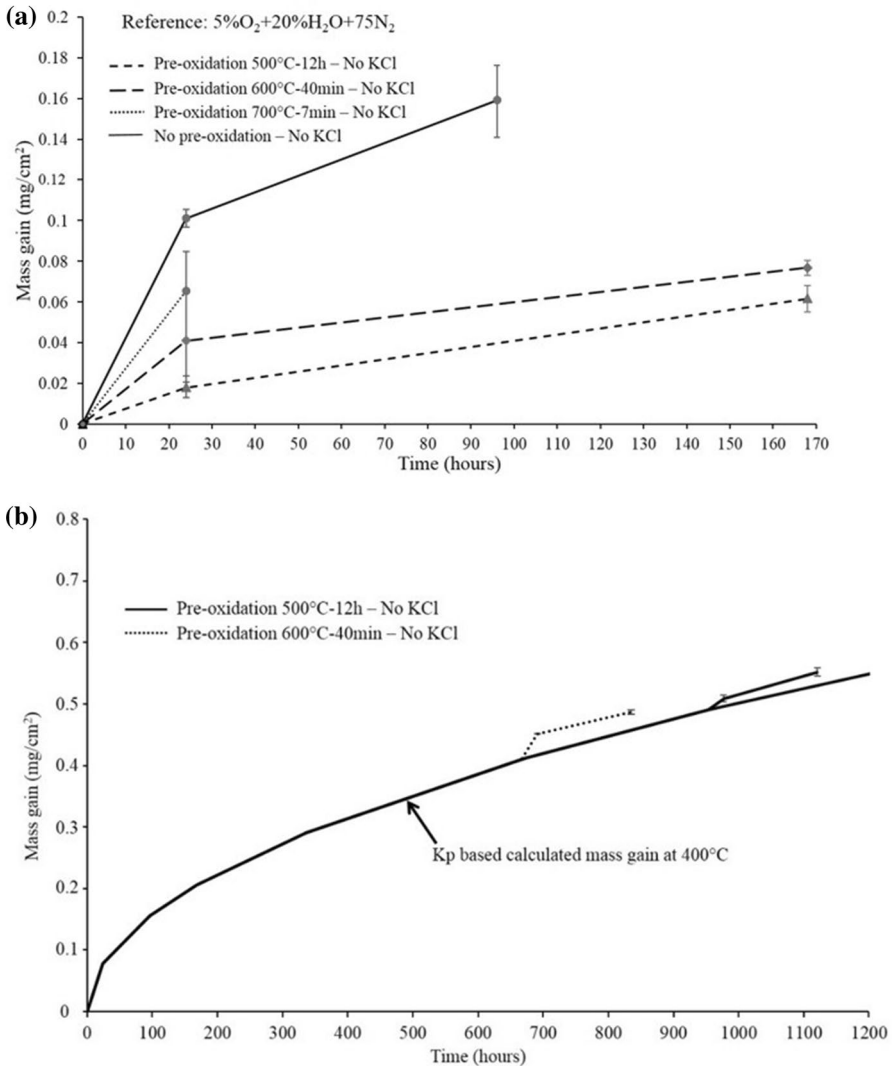 (a)
Reference: 5%O₂+20%H₂O+75N₂
Pre-oxidation 500°C-12h – No KCl
Pre-oxidation 600°C-40min – No KCl
Pre-oxidation 700°C-7min – No KCl
No pre-oxidation – No KCl
Mass gain (mg/cm²)
0.2
0.18
0.16
0.14
0.12
0.1
0.08
0.06
0.04
0.02
0
0 10 20 30 40 50 60 70 80 90 100 110 120 130 140 150 160 170
Time (hours)
(b)
Pre-oxidation 500°C-12h – No KCl
Pre-oxidation 600°C-40min – No KCl
Mass gain (mg/cm²)
0.8
0.7
0.6
0.5
0.4
0.3
0.2
0.1
0
Kp based calculated mass gain at 400°C
0 100 200 300 400 500 600 700 800 900 1000 1100 1200
Time (hours)